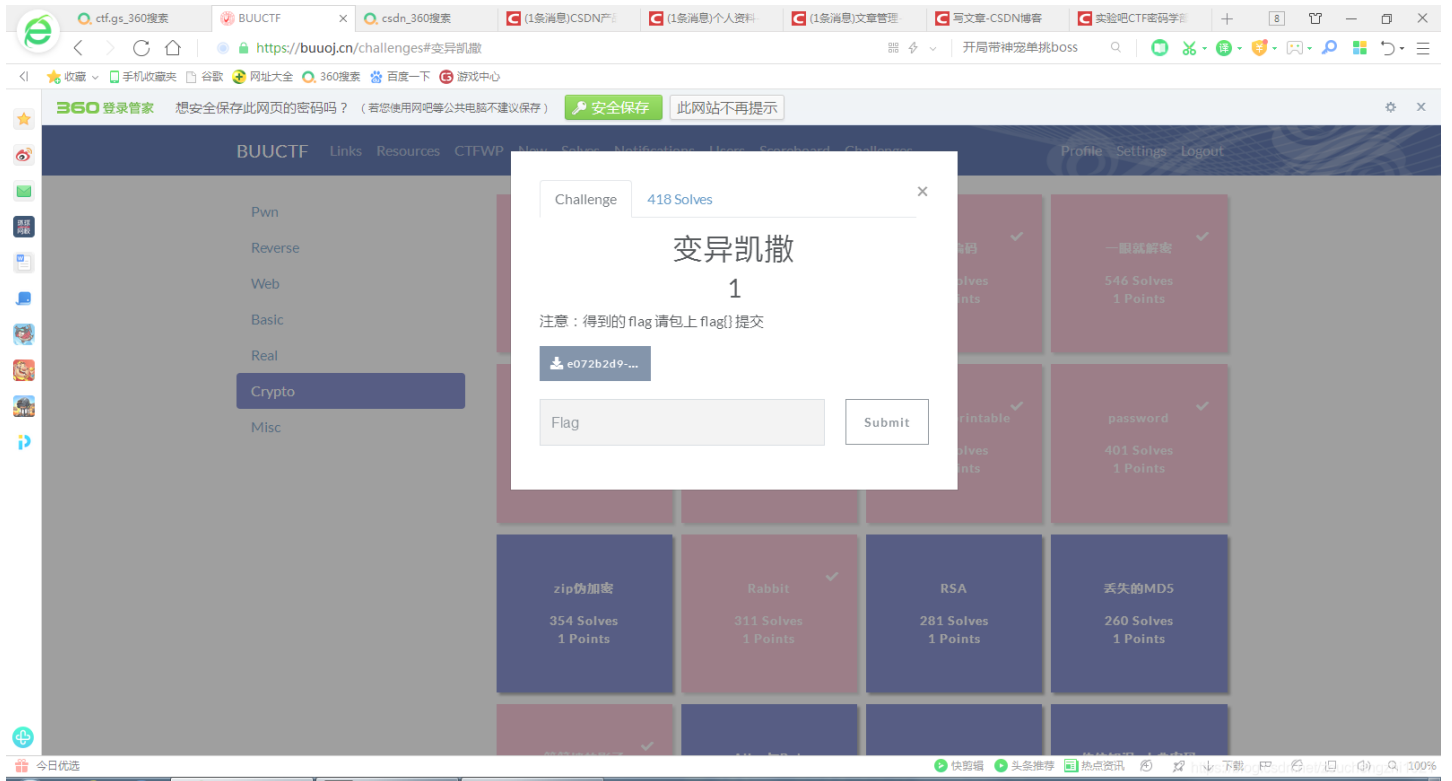 ctf.gs_360搜索
BUUCTF
csdn_360搜索
(1条消息)CSDN产品
(1条消息)个人资料-
(1条消息)文章管理-
写文章-CSDN博客
实验吧CTF密码学部
8
https://buuoj.cn/challenges#变异凯撒
开局带神宠单挑boss
收藏
手机收藏夹
谷歌
网址大全
360搜索
百度一下
游戏中心
360登录管家
想安全保存此网页的密码吗？
（若您使用网吧等公共电脑不建议保存）
安全保存
此网站不再提示
BUUCTF
Links
Resources
CTFWP
New
Solves
Notifications
Users
Scoreboard
Challenges
Profile
Settings
Logout
Pwn
Reverse
Web
Basic
Real
Crypto
Misc
Challenge
418 Solves
×
变异凯撒
1
注意：得到的 flag 请包上 flag{} 提交
e072b2d9-...
Flag
Submit
一眼就解密
546 Solves
1 Points
rintable
password
401 Solves
1 Points
zip伪加密
354 Solves
1 Points
Rabbit
311 Solves
1 Points
RSA
281 Solves
1 Points
丢失的MD5
260 Solves
1 Points
今日优选
快剪辑
头条推荐
热点资讯
下载
100%